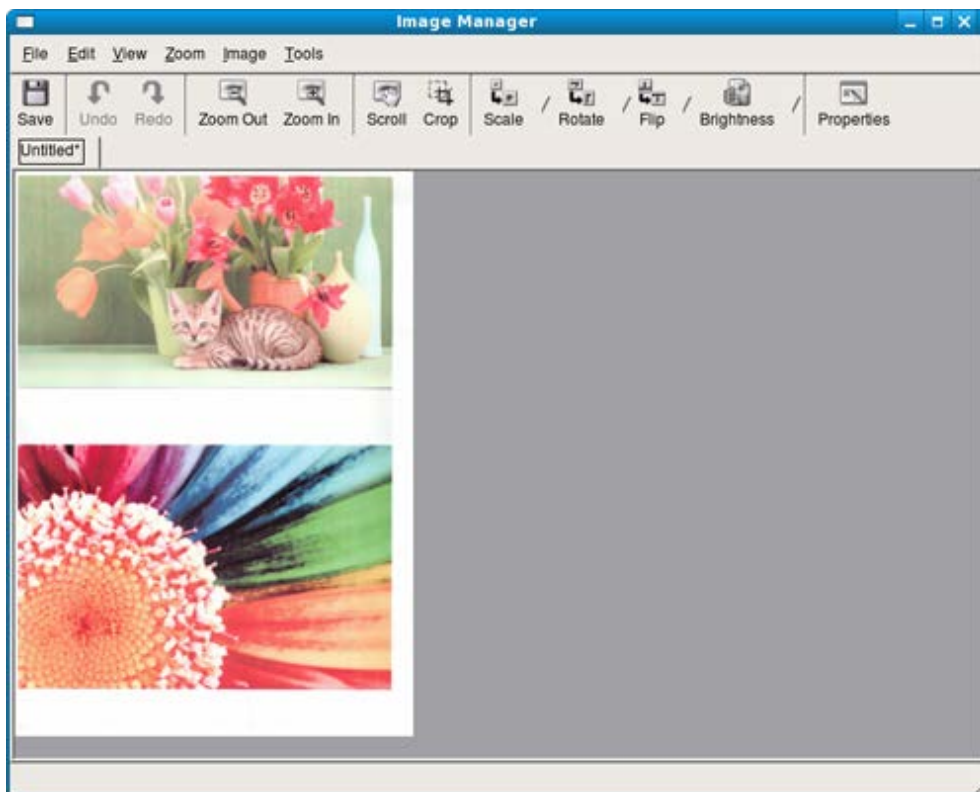 Image Manager
File Edit View Zoom Image Tools
Save Undo Redo Zoom Out Zoom In Scroll Crop Scale / Rotate / Flip / Brightness / Properties
Untitled*